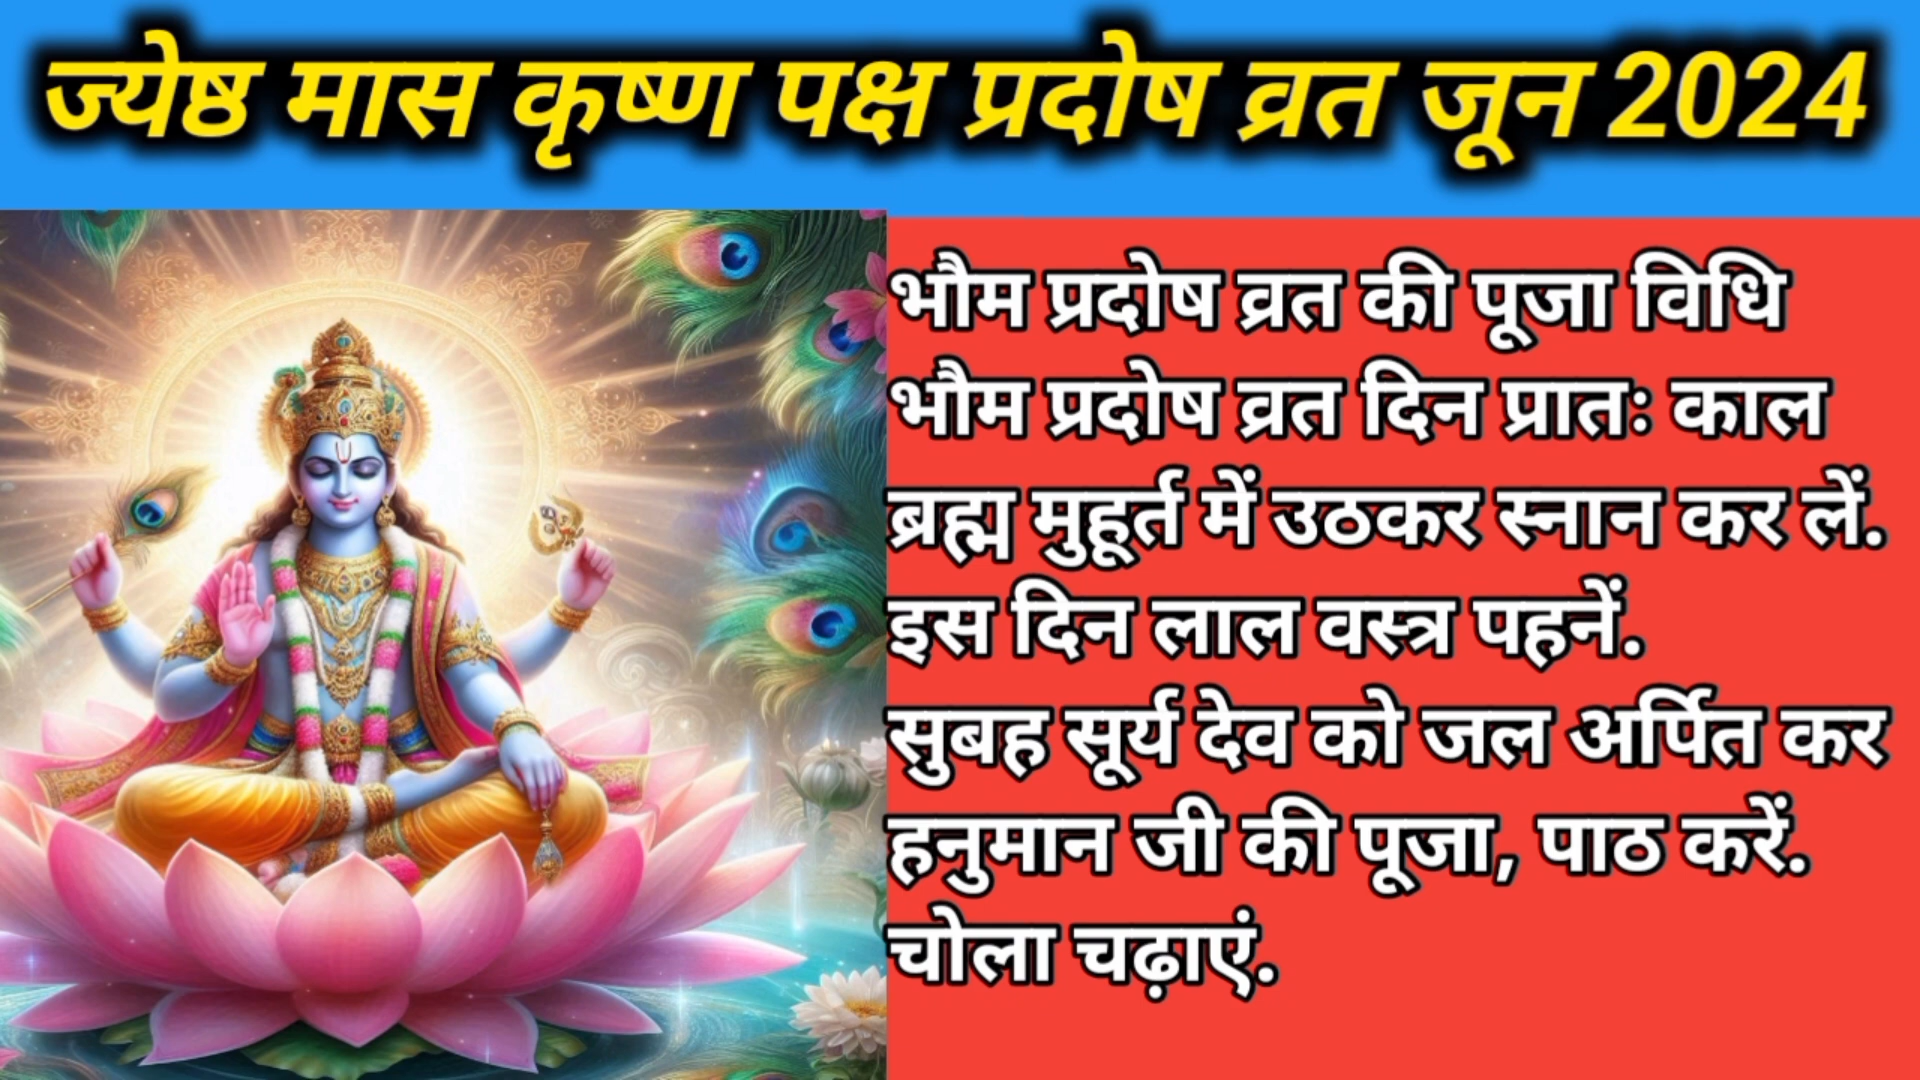 ज्येष्ठ मास कृष्ण पक्ष प्रदोष व्रत जून 2024
भौम प्रदोष व्रत की पूजा विधि
भौम प्रदोष व्रत दिन प्रातः काल
ब्रह्म मुहूर्त में उठकर स्नान कर लें.
इस दिन लाल वस्त्र पहनें.
सुबह सूर्य देव को जल अर्पित कर
हनुमान जी की पूजा, पाठ करें.
चोला चढ़ाएं.